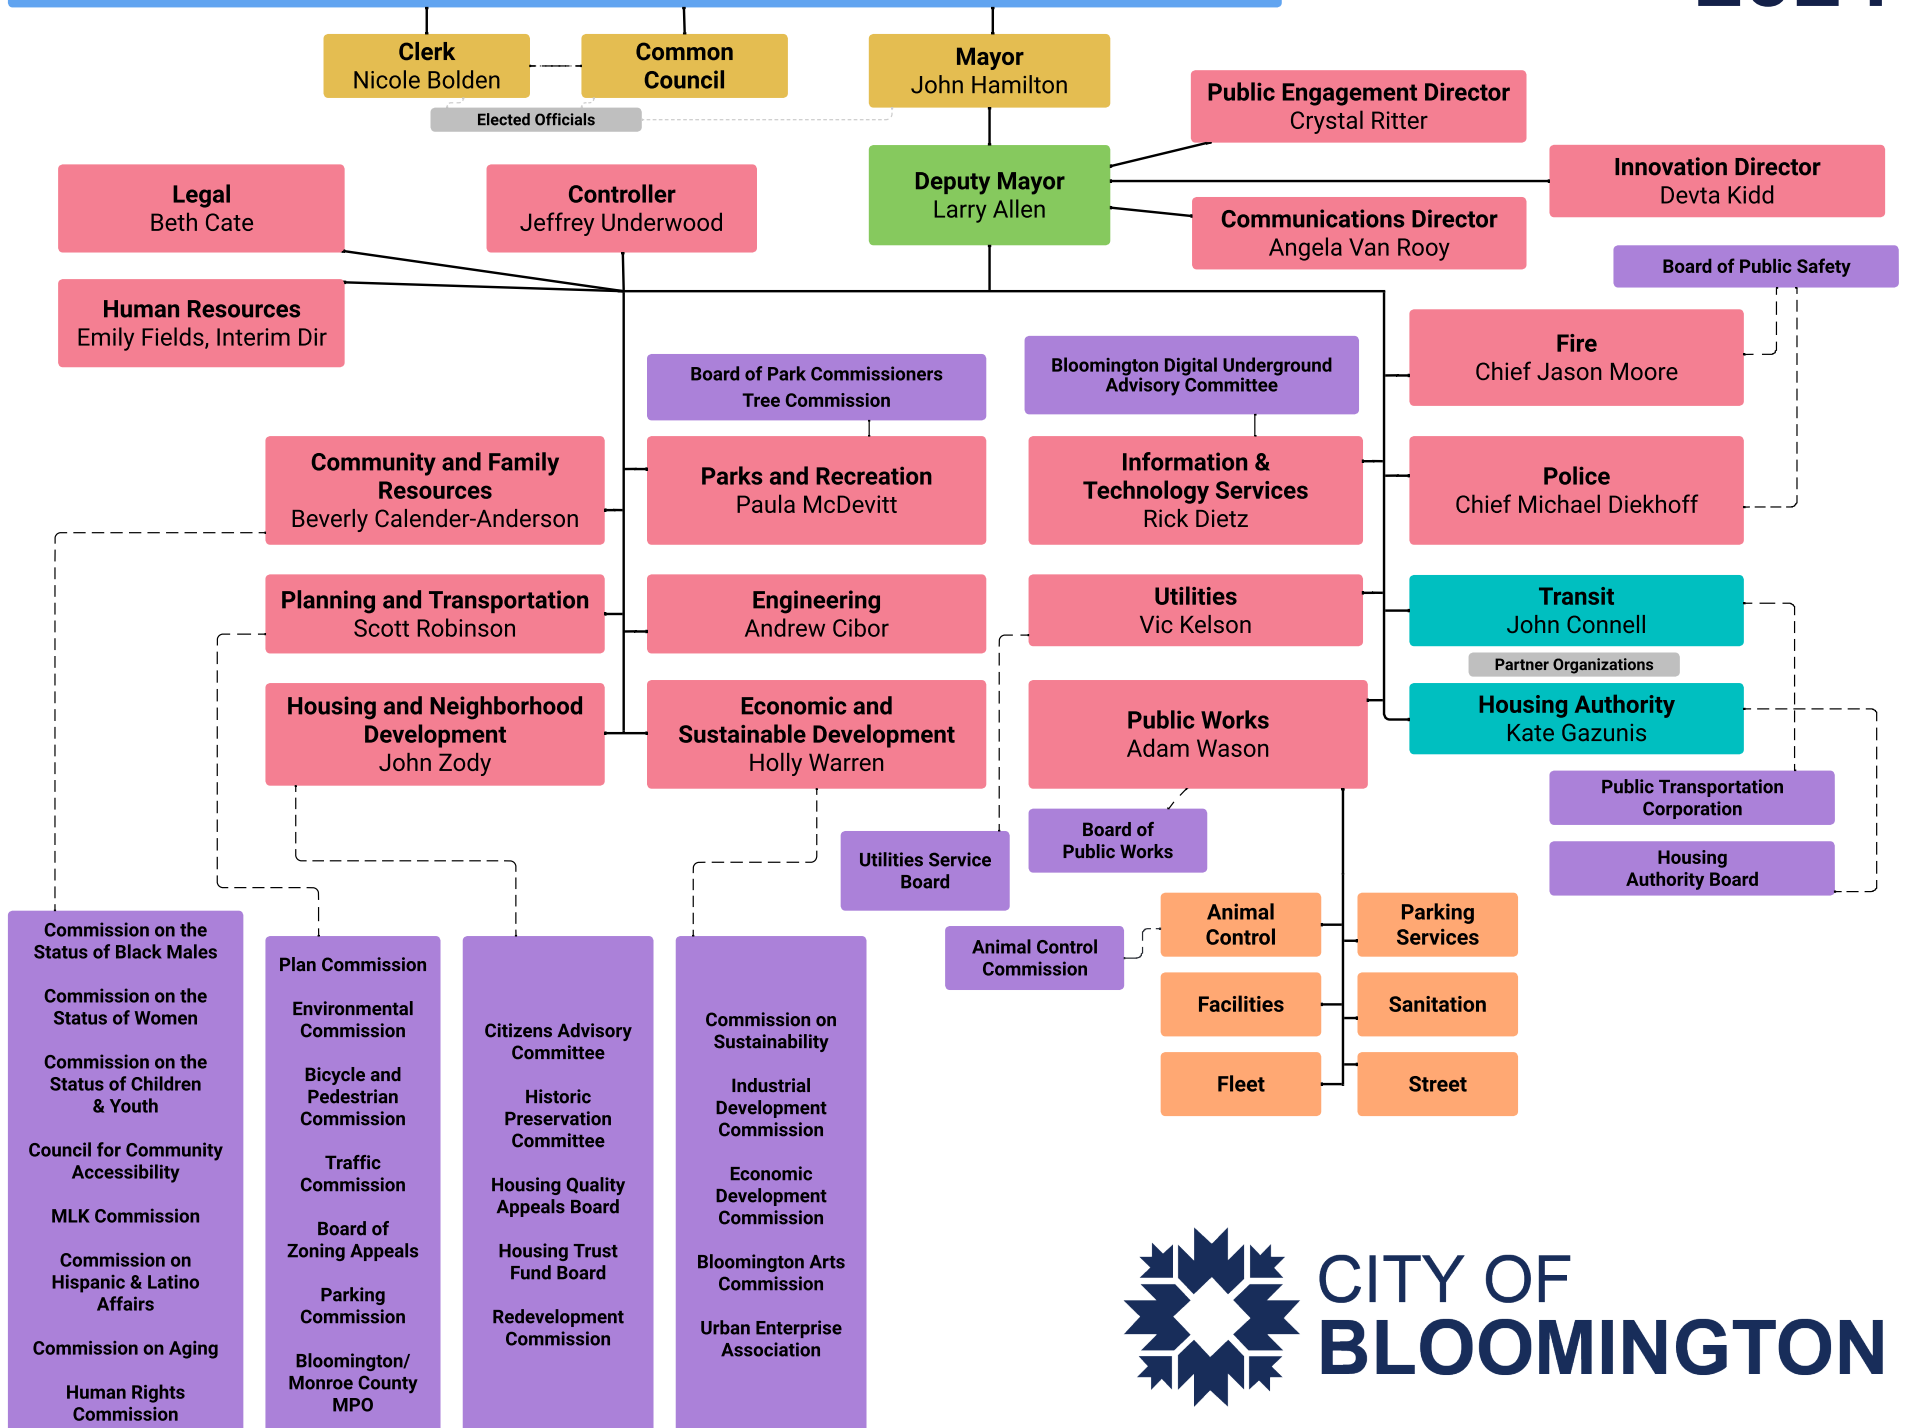 Clerk
Nicole Bolden
Common
Council
Mayor
John Hamilton
Elected Officials
Public Engagement Director
Crystal Ritter
Deputy Mayor
Larry Allen
Innovation Director
Devta Kidd
Communications Director
Angela Van Rooy
Legal
Beth Cate
Controller
Jeffrey Underwood
Human Resources
Emily Fields, Interim Dir
Board of Public Safety
Fire
Chief Jason Moore
Board of Park Commissioners
Tree Commission
Bloomington Digital Underground
Advisory Committee
Community and Family
Resources
Beverly Calender-Anderson
Parks and Recreation
Paula McDevitt
Information &
Technology Services
Rick Dietz
Police
Chief Michael Diekhoff
Planning and Transportation
Scott Robinson
Engineering
Andrew Cibor
Utilities
Vic Kelson
Transit
John Connell
Partner Organizations
Housing and Neighborhood
Development
John Zody
Economic and
Sustainable Development
Holly Warren
Public Works
Adam Wason
Housing Authority
Kate Gazunis
Public Transportation
Corporation
Housing
Authority Board
Utilities Service
Board
Board of
Public Works
Animal Control
Commission
Animal
Control
Parking
Services
Facilities
Sanitation
Fleet
Street
Commission on the
Status of Black Males
Commission on the
Status of Women
Commission on the
Status of Children
& Youth
Council for Community
Accessibility
MLK Commission
Commission on
Hispanic & Latino
Affairs
Commission on Aging
Human Rights
Commission
Plan Commission
Environmental
Commission
Bicycle and
Pedestrian
Commission
Traffic
Commission
Board of
Zoning Appeals
Parking
Commission
Bloomington/
Monroe County
MPO
Citizens Advisory
Committee
Historic
Preservation
Committee
Housing Quality
Appeals Board
Housing Trust
Fund Board
Redevelopment
Commission
Commission on
Sustainability
Industrial
Development
Commission
Economic
Development
Commission
Bloomington Arts
Commission
Urban Enterprise
Association
CITY OF
BLOOMINGTON